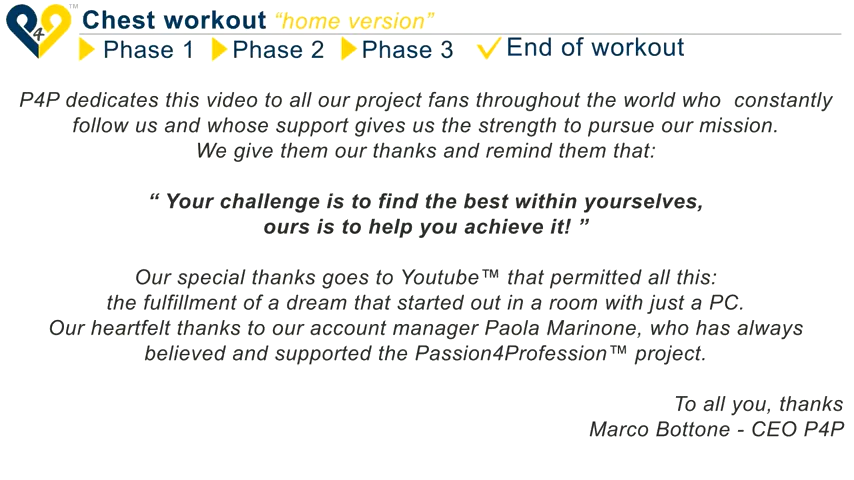 P4P™ Chest workout “home version”
Phase 1 Phase 2 Phase 3 End of workout
P4P dedicates this video to all our project fans throughout the world who constantly
follow us and whose support gives us the strength to pursue our mission.
We give them our thanks and remind them that:
“ Your challenge is to find the best within yourselves,
ours is to help you achieve it! ”
Our special thanks goes to Youtube™ that permitted all this:
the fulfillment of a dream that started out in a room with just a PC.
Our heartfelt thanks to our account manager Paola Marinone, who has always
believed and supported the Passion4Profession™ project.
To all you, thanks
Marco Bottone - CEO P4P